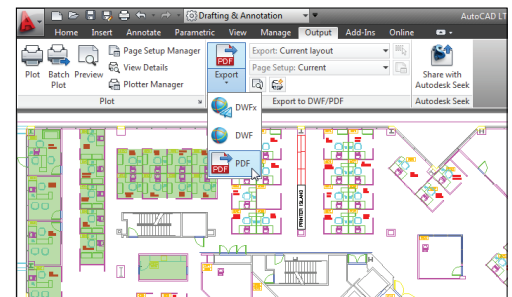 Drafting & Annotation
AutoCAD LT
Home Insert Annotate Parametric View Manage Output Add-Ins Online
Plot
Batch Plot
Preview
Page Setup Manager
View Details
Plotter Manager
Plot
PDF
Export
Export: Current layout
Page Setup: Current
Export to DWF/PDF
Share with
Autodesk Seek
Autodesk Seek
DWFx
DWF
PDF PDF
PRINTER ISLAND